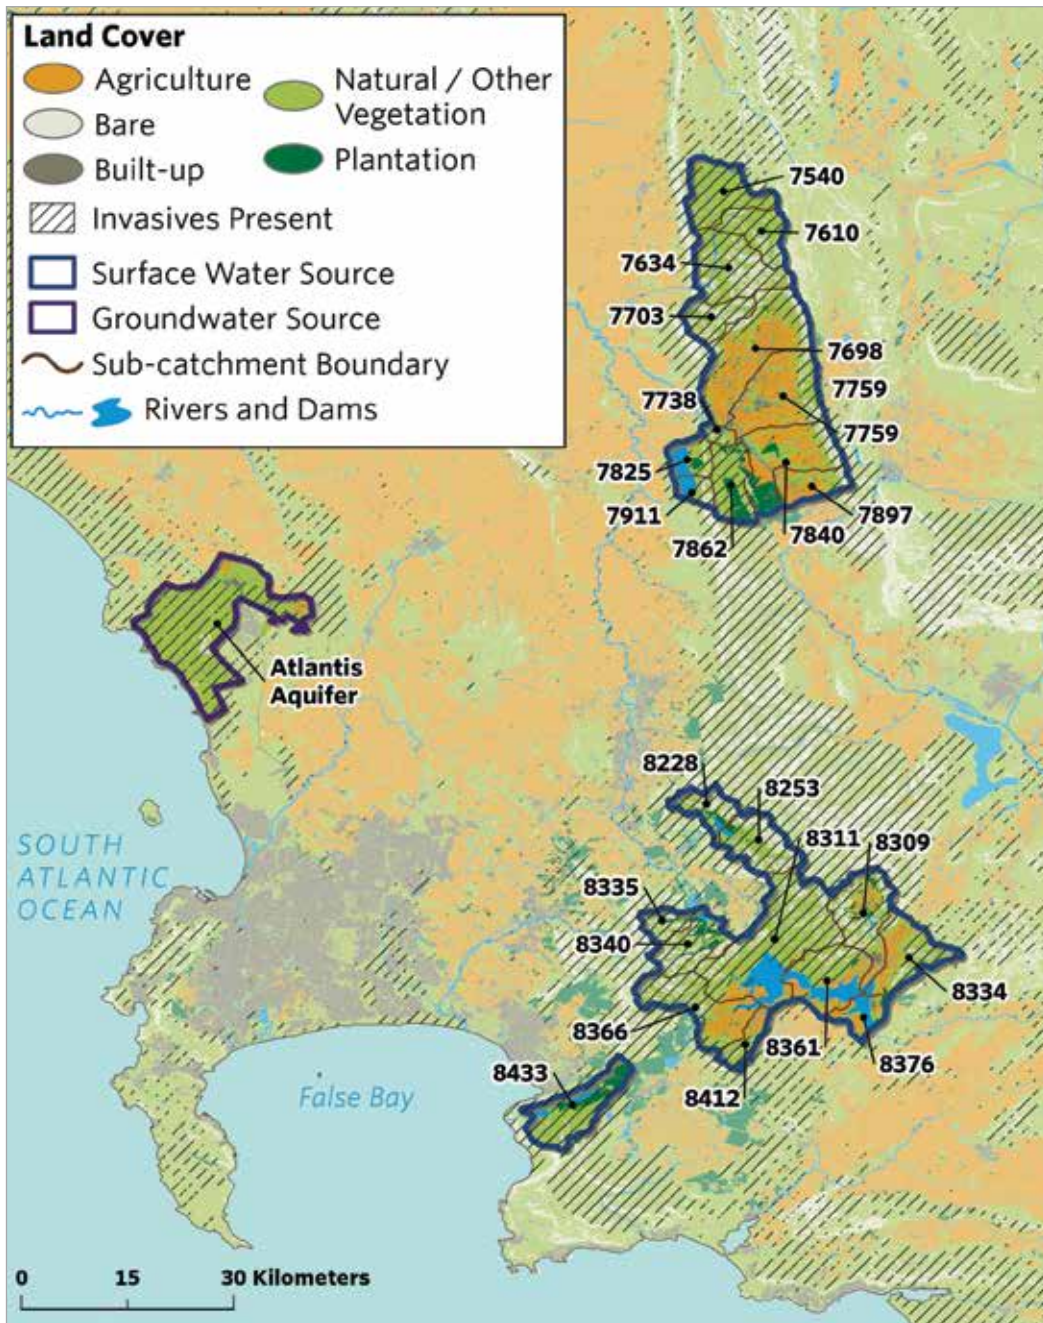 Land Cover
Agriculture
Bare
Built-up
Natural / Other
Vegetation
Plantation
Invasives Present
Surface Water Source
Groundwater Source
Sub-catchment Boundary
Rivers and Dams
7540
7610
7634
7703
7698
7738
7759
7759
7825
7911
7897
7840
7862
Atlantis
Aquifer
8228
8253
8311
8309
8335
8340
8334
8366
8361
8376
8433
8412
SOUTH
ATLANTIC
OCEAN
False Bay
0 15 30 Kilometers